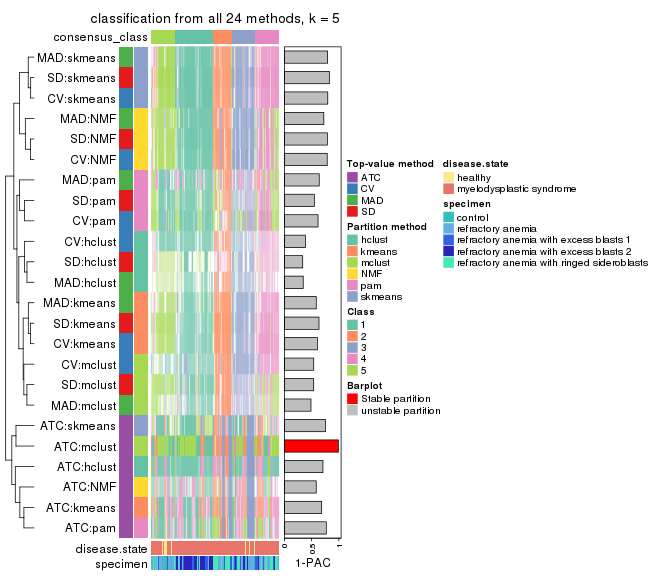 classification from all 24 methods, k = 5
consensus_class
MAD:skmeans
SD:skmeans
CV:skmeans
MAD:NMF
SD:NMF
CV:NMF
MAD:pam
SD:pam
CV:pam
CV:hclust
SD:hclust
MAD:hclust
MAD:kmeans
SD:kmeans
CV:kmeans
CV:mclust
SD:mclust
MAD:mclust
ATC:skmeans
ATC:mclust
ATC:hclust
ATC:NMF
ATC:kmeans
ATC:pam
disease.state
specimen
0
0.5
1
1-PAC
Top-value method
ATC
CV
MAD
SD
Partition method
hclust
kmeans
mclust
NMF
pam
skmeans
Class
1
2
3
4
5
Barplot
Stable partition
unstable partition
disease.state
healthy
myelodysplastic syndrome
specimen
control
refractory anemia
refractory anemia with excess blasts 1
refractory anemia with excess blasts 2
refractory anemia with ringed sideroblasts